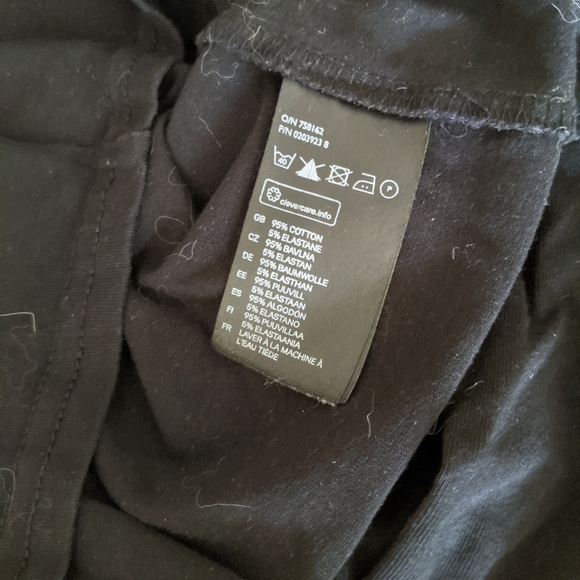 O/N 758162
P/N 0203923 8
40 P
clevercare.info
GB 95% COTTON
5% ELASTANE
CZ 95% BAVLNA
5% ELASTAN
DE 95% BAUMWOLLE
5% ELASTHAN
EE 95% PUUVILL
5% ELASTAAN
ES 95% ALGODÓN
5% ELASTANO
FI 95% PUUVILLAA
5% ELASTAANIA
FR LAVER À LA MACHINE À
L'EAU TIÈDE